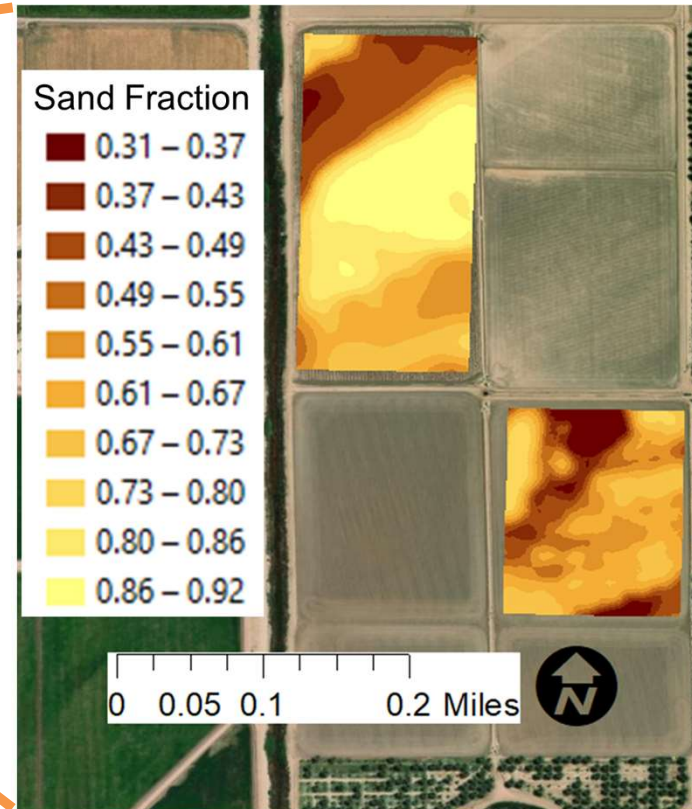 Sand Fraction
0.31 – 0.37
0.37 – 0.43
0.43 – 0.49
0.49 – 0.55
0.55 – 0.61
0.61 – 0.67
0.67 – 0.73
0.73 – 0.80
0.80 – 0.86
0.86 – 0.92
0 0.05 0.1 0.2 Miles
N